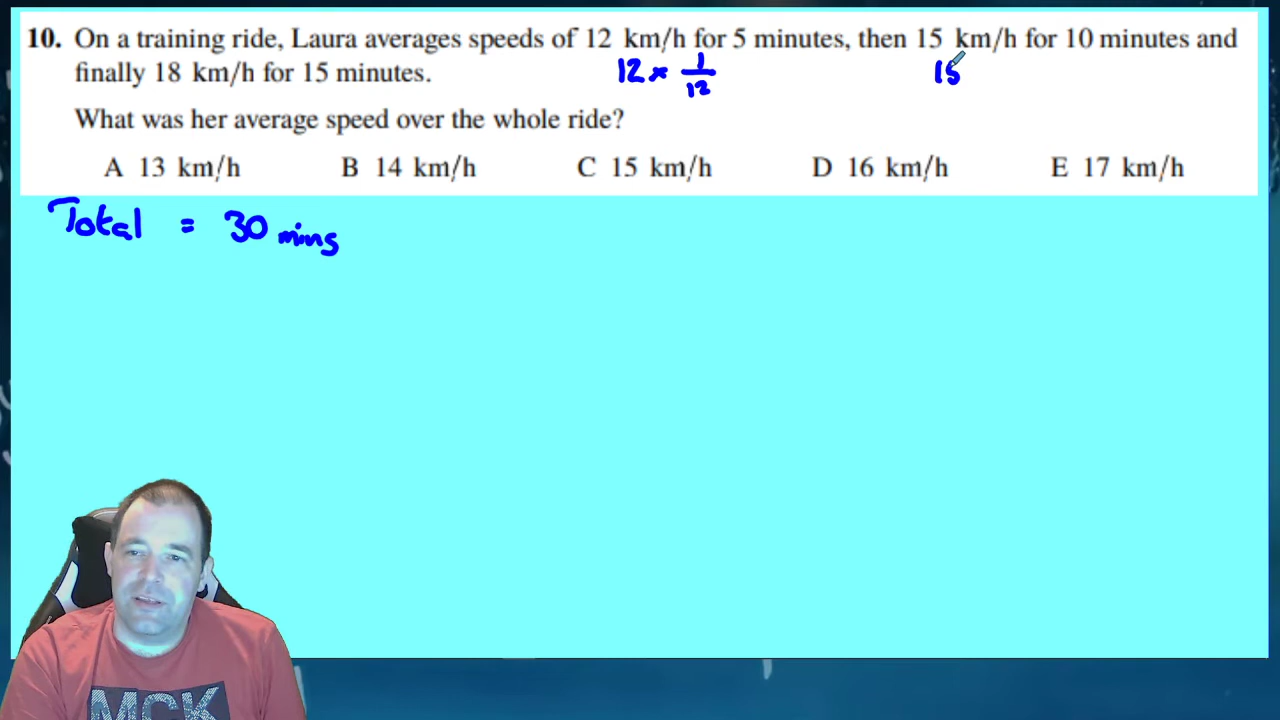 10. On a training ride, Laura averages speeds of 12 km/h for 5 minutes, then 15 km/h for 10 minutes and
finally 18 km/h for 15 minutes.
12 × 1/12
15
What was her average speed over the whole ride?
A 13 km/h B 14 km/h C 15 km/h D 16 km/h E 17 km/h
Total = 30 mins
MCK